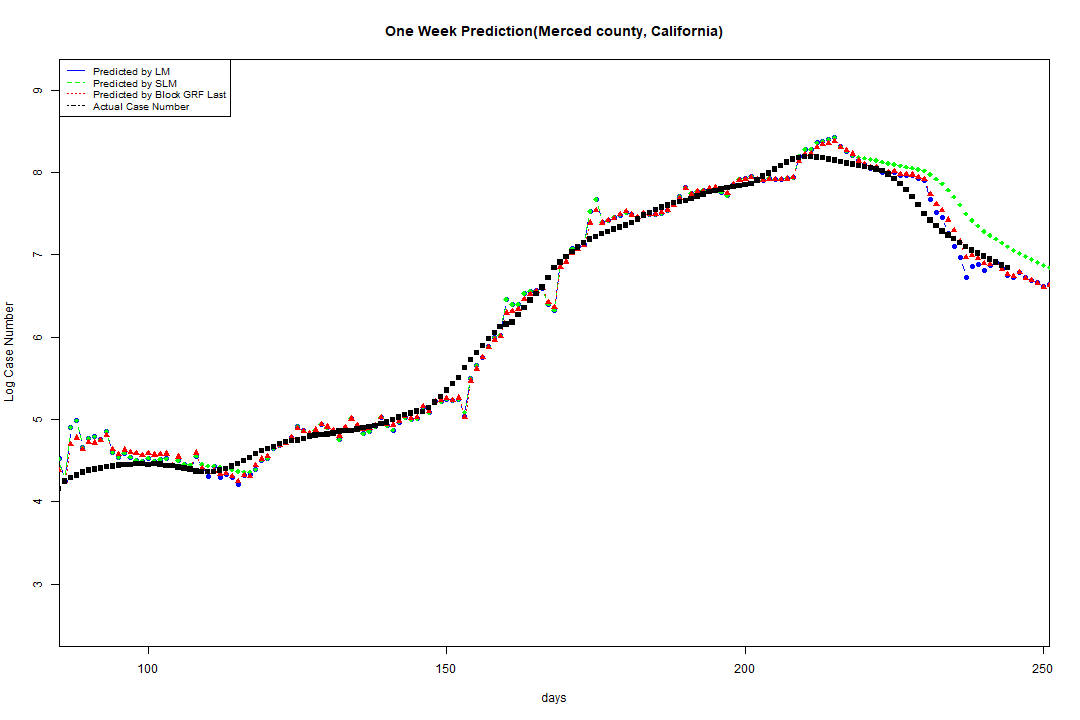 One Week Prediction(Merced county, California)
Predicted by LM
Predicted by SLM
Predicted by Block GRF Last
Actual Case Number
9
8
7
6
5
4
3
Log Case Number
100 150 200 250
days